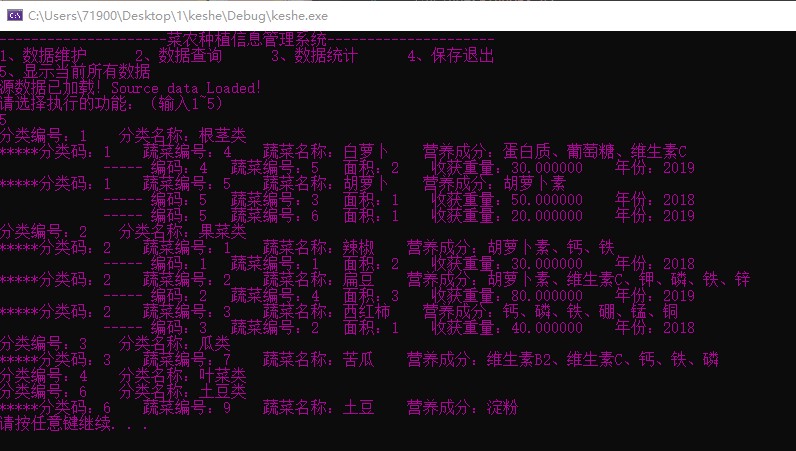 C:\Users\71900\Desktop\1\keshe\Debug\keshe.exe
---------------------菜农种植信息管理系统---------------------
1、数据维护      2、数据查询      3、数据统计      4、保存退出
5、显示当前所有数据
源数据已加载! Source data Loaded!
请选择执行的功能: (输入1~5)
5
分类编号: 1    分类名称: 根茎类
*****分类码: 1    蔬菜编号: 4    蔬菜名称: 白萝卜    营养成分: 蛋白质、葡萄糖、维生素C
----- 编码: 4   蔬菜编号: 5   面积: 2    收获重量: 30.000000    年份: 2019
*****分类码: 1    蔬菜编号: 5    蔬菜名称: 胡萝卜    营养成分: 胡萝卜素
----- 编码: 5   蔬菜编号: 3   面积: 1    收获重量: 50.000000    年份: 2018
----- 编码: 5   蔬菜编号: 6   面积: 1    收获重量: 20.000000    年份: 2019
分类编号: 2    分类名称: 果菜类
*****分类码: 2    蔬菜编号: 1    蔬菜名称: 辣椒    营养成分: 胡萝卜素、钙、铁
----- 编码: 1   蔬菜编号: 1   面积: 2    收获重量: 30.000000    年份: 2018
*****分类码: 2    蔬菜编号: 2    蔬菜名称: 扁豆    营养成分: 胡萝卜素、维生素C、钾、磷、铁、锌
----- 编码: 2   蔬菜编号: 4   面积: 3    收获重量: 80.000000    年份: 2019
*****分类码: 2    蔬菜编号: 3    蔬菜名称: 西红柿    营养成分: 钙、磷、铁、硼、锰、铜
----- 编码: 3   蔬菜编号: 2   面积: 1    收获重量: 40.000000    年份: 2018
分类编号: 3    分类名称: 瓜类
*****分类码: 3    蔬菜编号: 7    蔬菜名称: 苦瓜    营养成分: 维生素B2、维生素C、钙、铁、磷
分类编号: 4    分类名称: 叶菜类
分类编号: 6    分类名称: 土豆类
*****分类码: 6    蔬菜编号: 9    蔬菜名称: 土豆    营养成分: 淀粉
请按任意键继续. . .